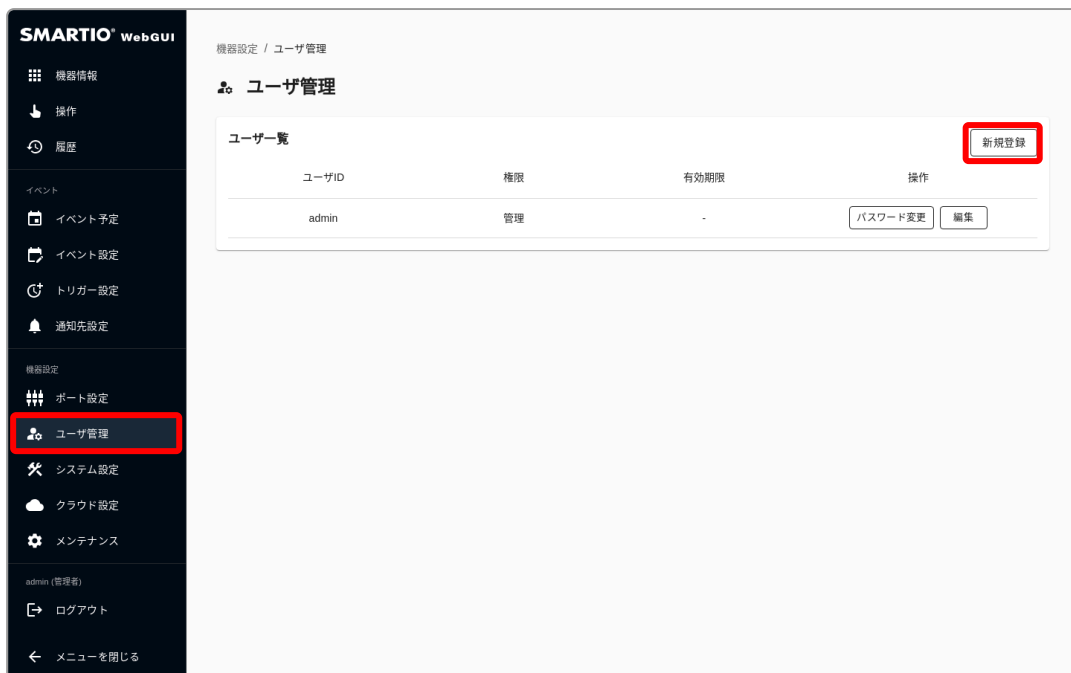 SMARTIO® WebGUI
機器情報
操作
履歴
イベント
イベント予定
イベント設定
トリガー設定
通知先設定
機器設定
ポート設定
ユーザ管理
システム設定
クラウド設定
メンテナンス
admin (管理者)
ログアウト
メニューを閉じる
機器設定 / ユーザ管理
ユーザ管理
ユーザ一覧 新規登録
ユーザID 権限 有効期限 操作
admin 管理 - パスワード変更 編集